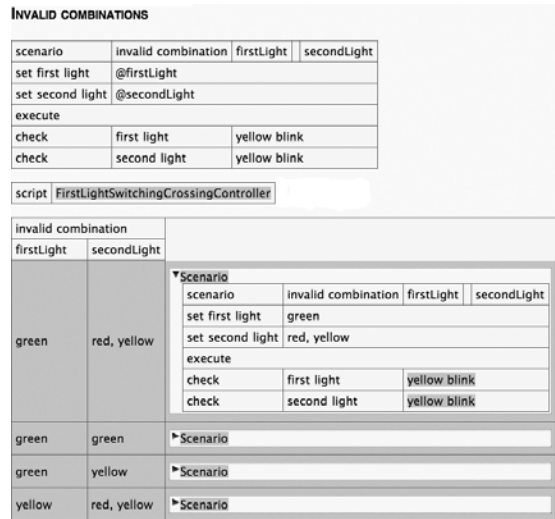 INVALID COMBINATIONS
scenario invalid combination firstLight secondLight
set first light @firstLight
set second light @secondLight
execute
check first light yellow blink
check second light yellow blink
script FirstLightSwitchingCrossingController
invalid combination
firstLight secondLight
green red, yellow
Scenario
scenario invalid combination firstLight secondLight
set first light green
set second light red, yellow
execute
check first light yellow blink
check second light yellow blink
green green Scenario
green yellow Scenario
yellow red, yellow Scenario